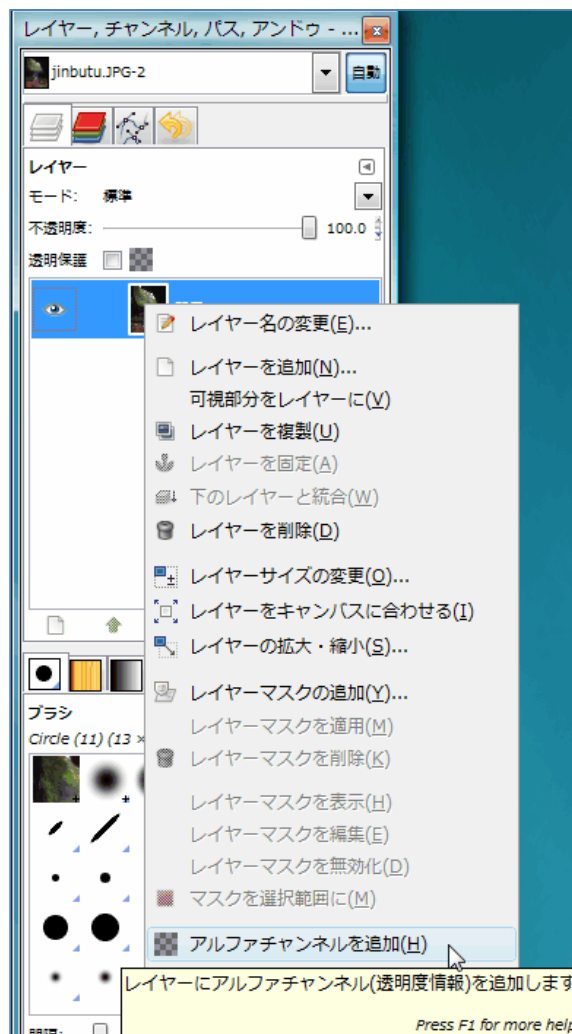 レイヤー, チャンネル, パス, アンドゥ - ...
jinbutu.JPG-2
自動
レイヤー
モード: 標準
不透明度: 100.0
透明保護
レイヤー名の変更(E)...
レイヤーを追加(N)...
可視部分をレイヤーに(V)
レイヤーを複製(U)
レイヤーを固定(A)
下のレイヤーと統合(W)
レイヤーを削除(D)
レイヤーサイズの変更(O)...
レイヤーをキャンバスに合わせる(I)
レイヤーの拡大・縮小(S)...
レイヤーマスクの追加(Y)...
レイヤーマスクを適用(M)
レイヤーマスクを削除(K)
レイヤーマスクを表示(H)
レイヤーマスクを編集(E)
レイヤーマスクを無効化(D)
マスクを選択範囲に(M)
アルファチャンネルを追加(H)
ブラシ
Circle (11) (13 ×
レイヤーにアルファチャンネル(透明度情報)を追加します
Press F1 for more help